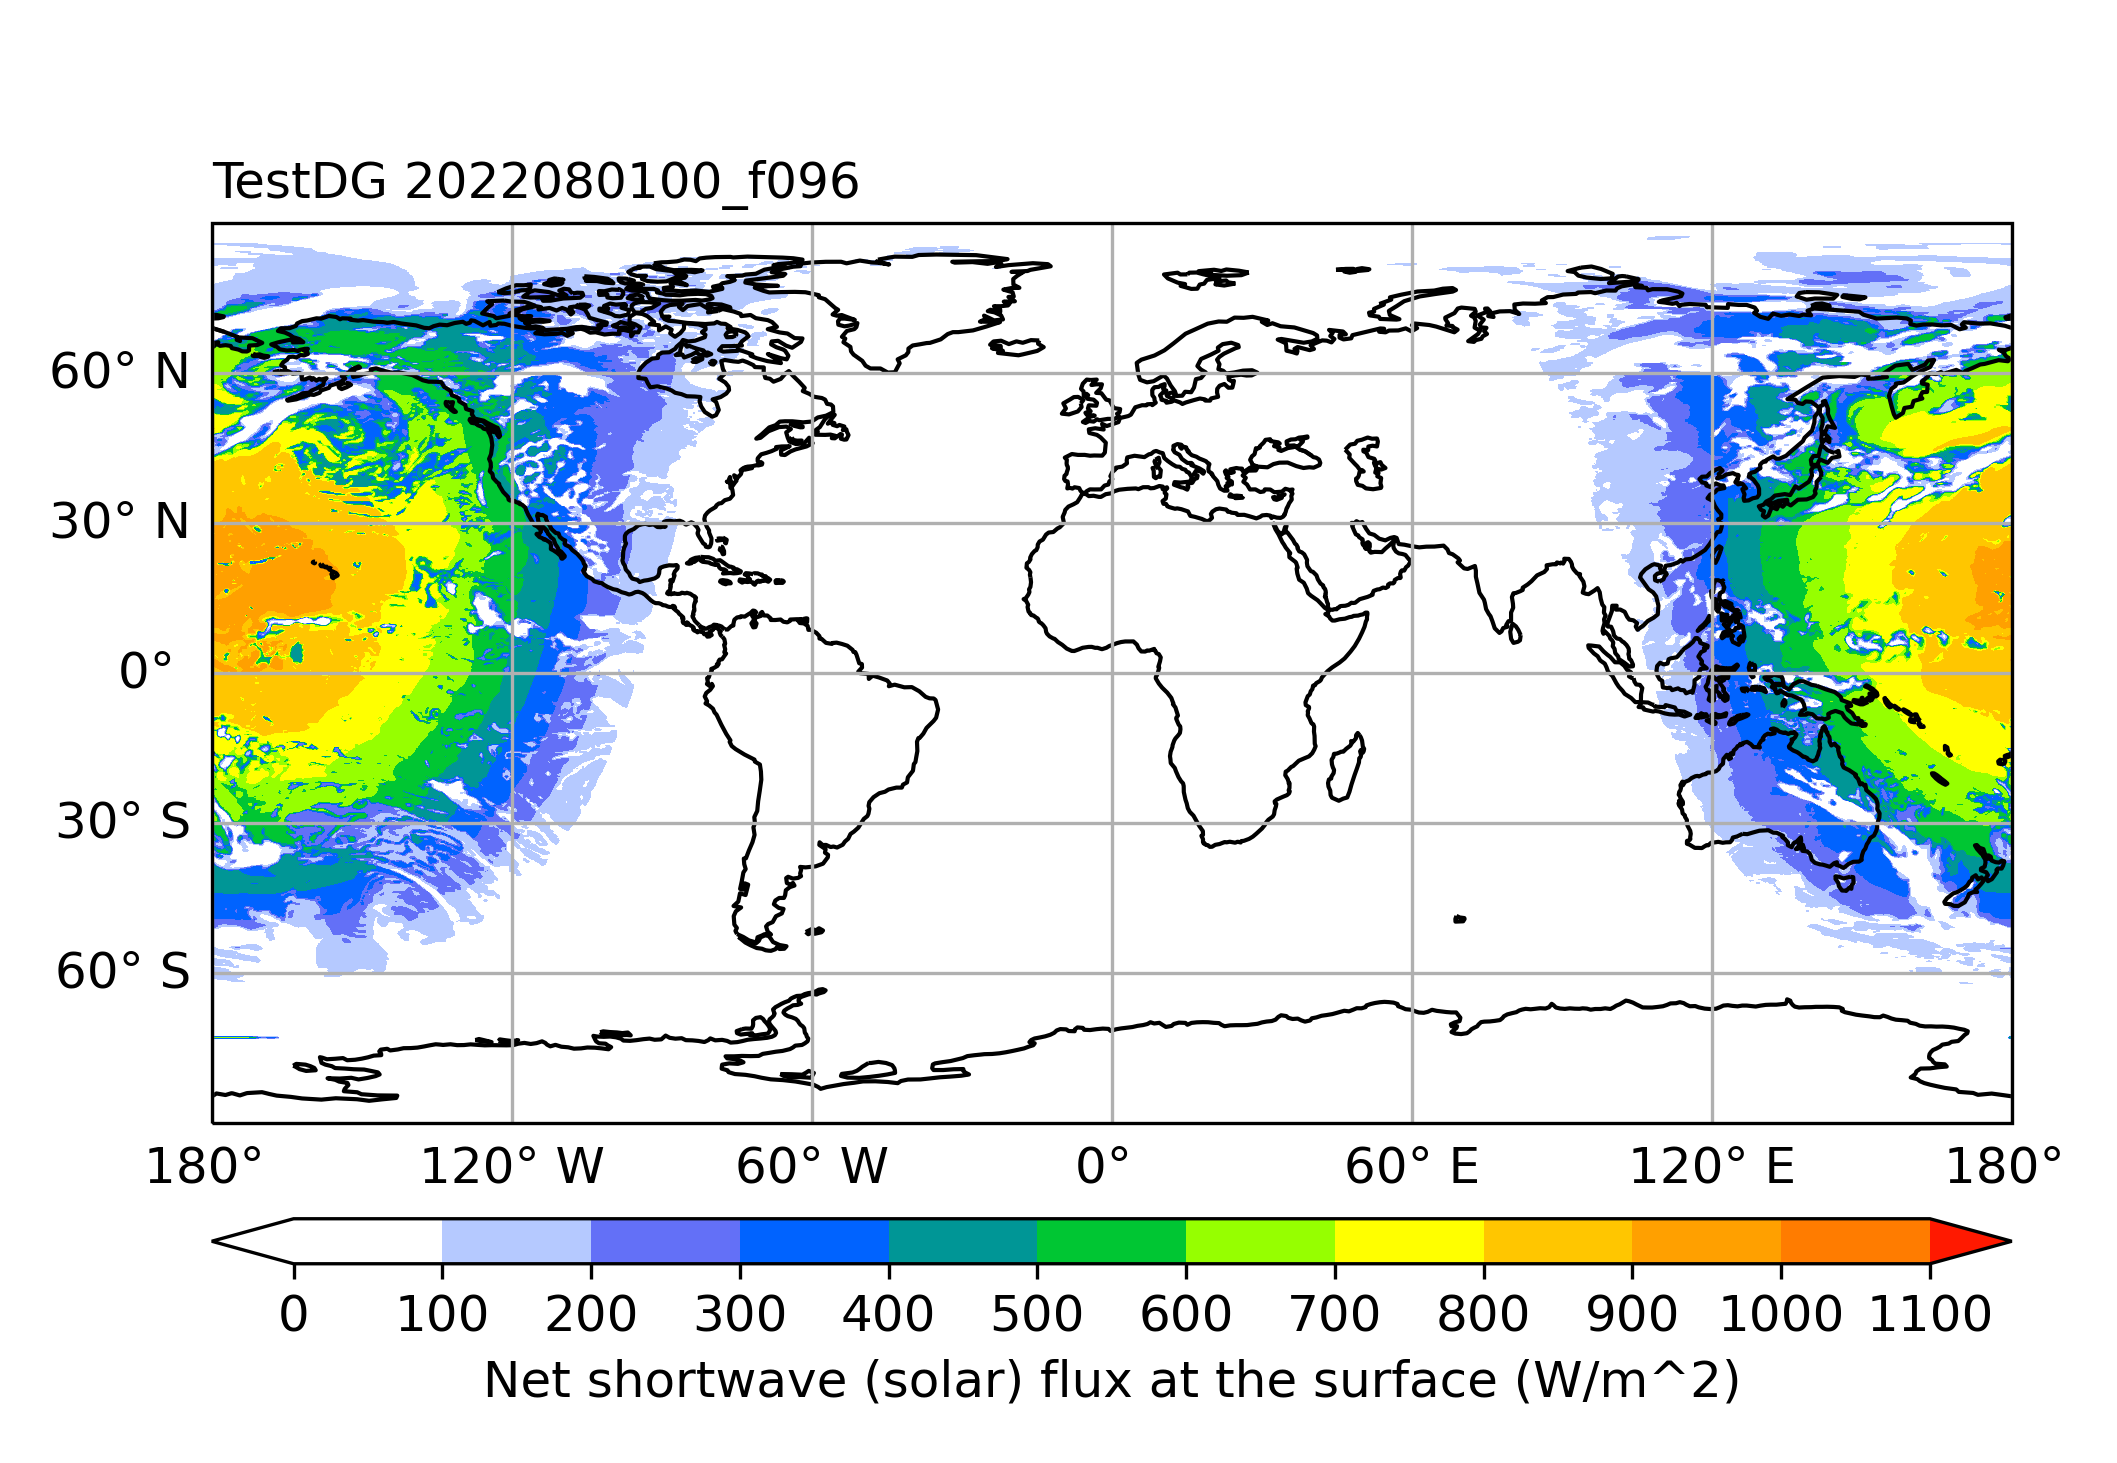 TestDG 2022080100_f096
60° N
30° N
0°
30° S
60° S
180° 120° W 60° W 0° 60° E 120° E 180°
0 100 200 300 400 500 600 700 800 900 1000 1100
Net shortwave (solar) flux at the surface (W/m^2)